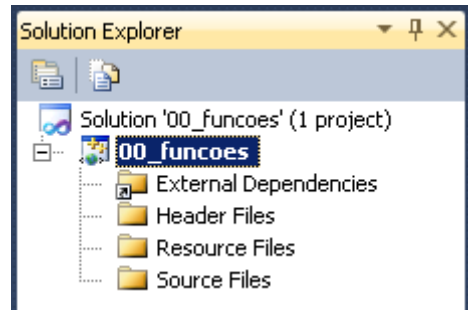 Solution Explorer
Solution '00_funcoes' (1 project)
00_funcoes
External Dependencies
Header Files
Resource Files
Source Files